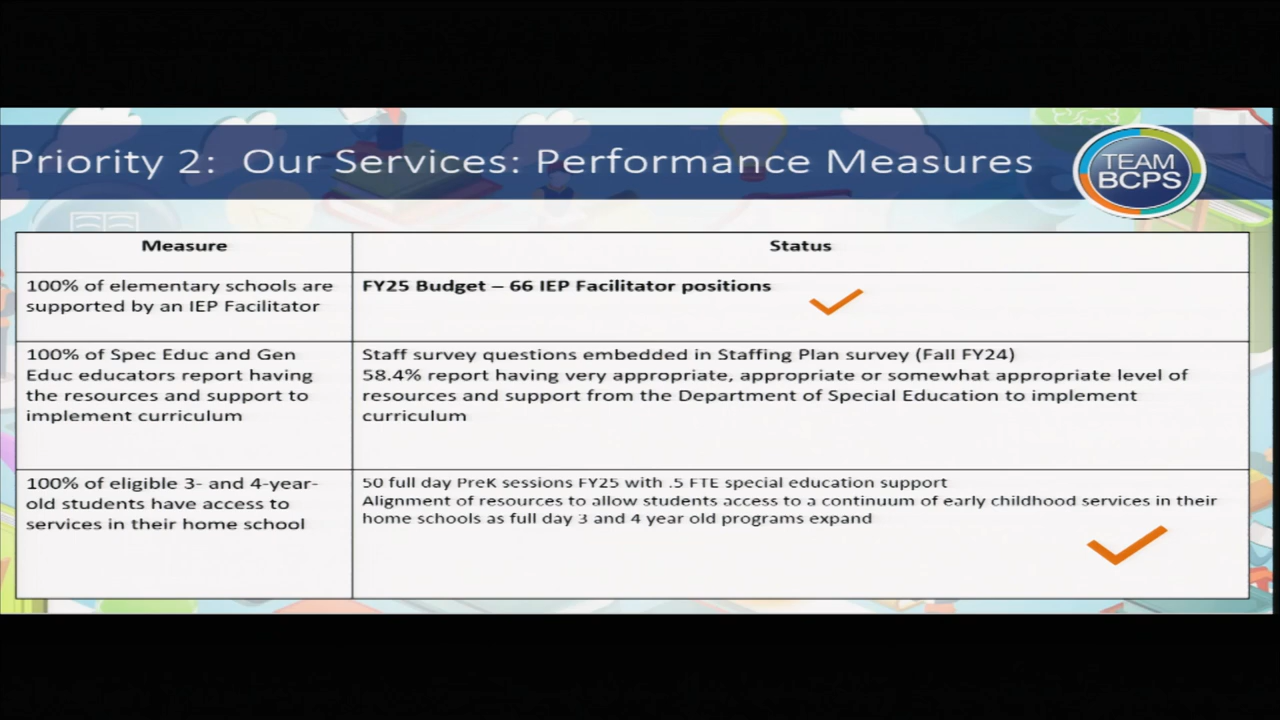 Priority 2: Our Services: Performance Measures
TEAM
BCPS
Measure
Status
100% of elementary schools are
supported by an IEP Facilitator
FY25 Budget – 66 IEP Facilitator positions
100% of Spec Educ and Gen
Educ educators report having
the resources and support to
implement curriculum
Staff survey questions embedded in Staffing Plan survey (Fall FY24)
58.4% report having very appropriate, appropriate or somewhat appropriate level of
resources and support from the Department of Special Education to implement
curriculum
100% of eligible 3- and 4-year-
old students have access to
services in their home school
50 full day PreK sessions FY25 with .5 FTE special education support
Alignment of resources to allow students access to a continuum of early childhood services in their
home schools as full day 3 and 4 year old programs expand